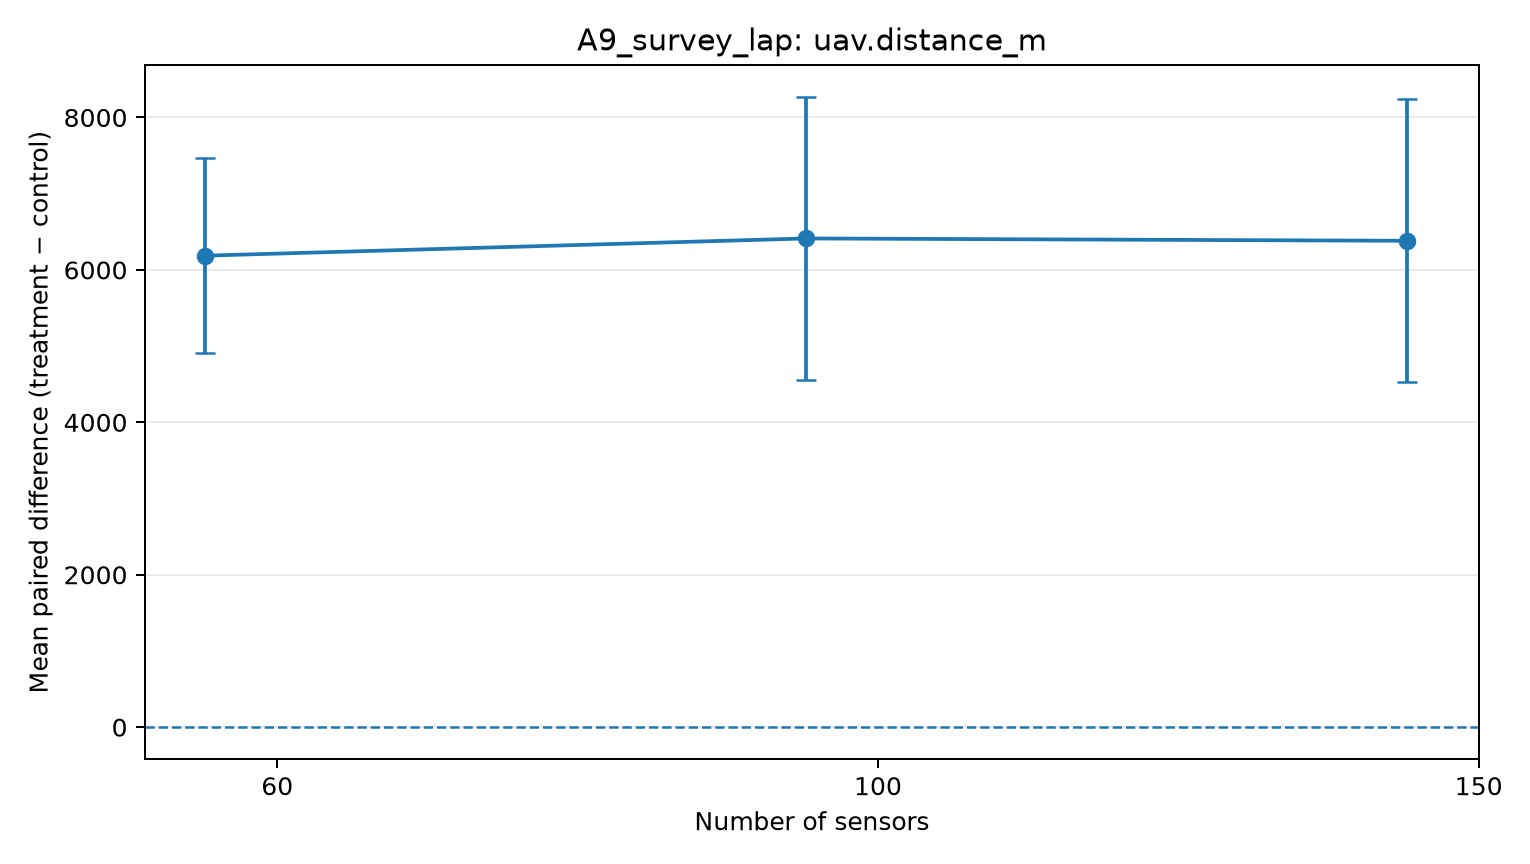 A9_survey_lap: uav.distance_m
Mean paired difference (treatment − control)
8000
6000
4000
2000
0
60
100
150
Number of sensors